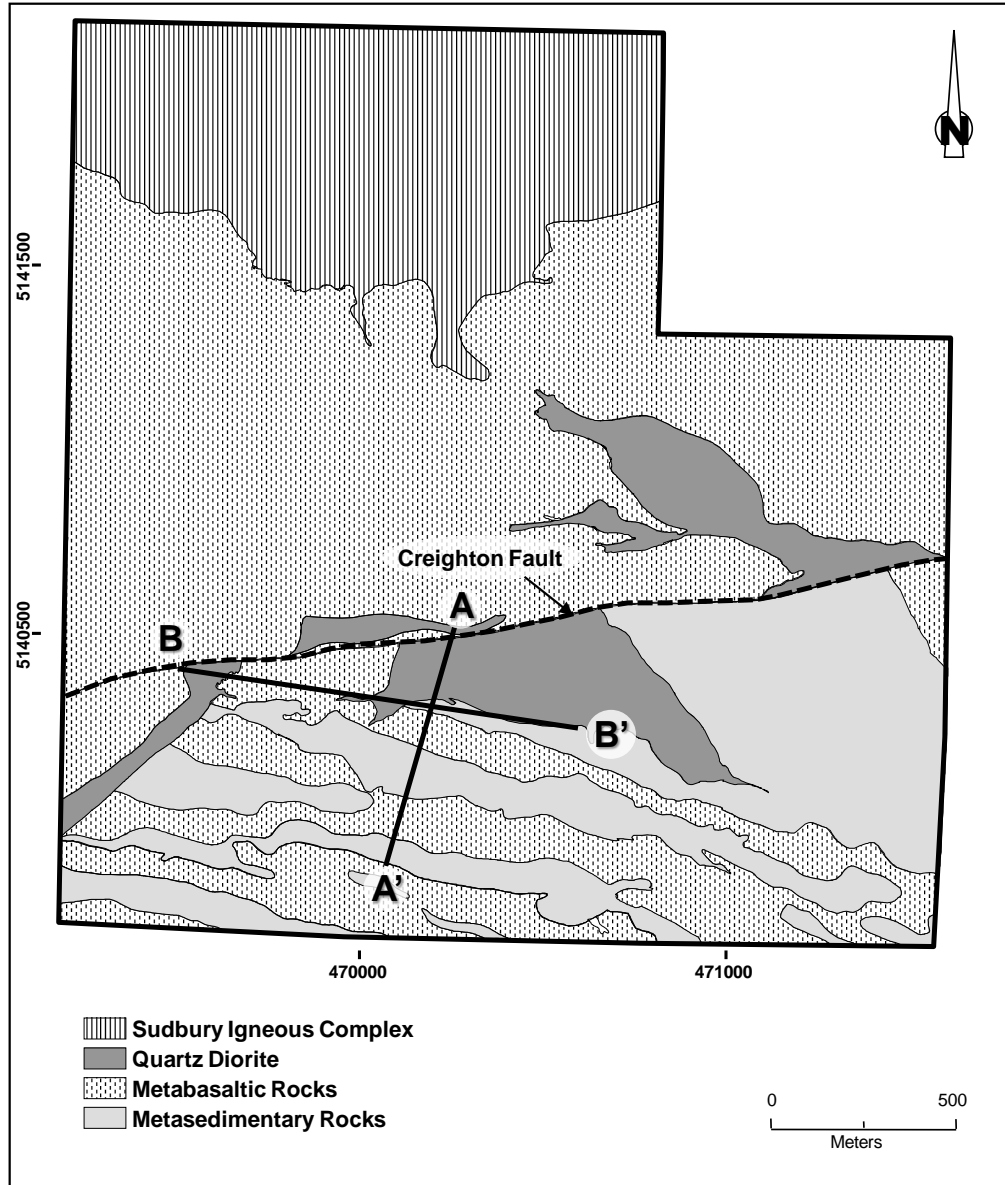 N
5141500
Creighton Fault
A
5140500
B
B’
A’
470000
471000
Sudbury Igneous Complex
Quartz Diorite
Metabasaltic Rocks
Metasedimentary Rocks
0 500
Meters